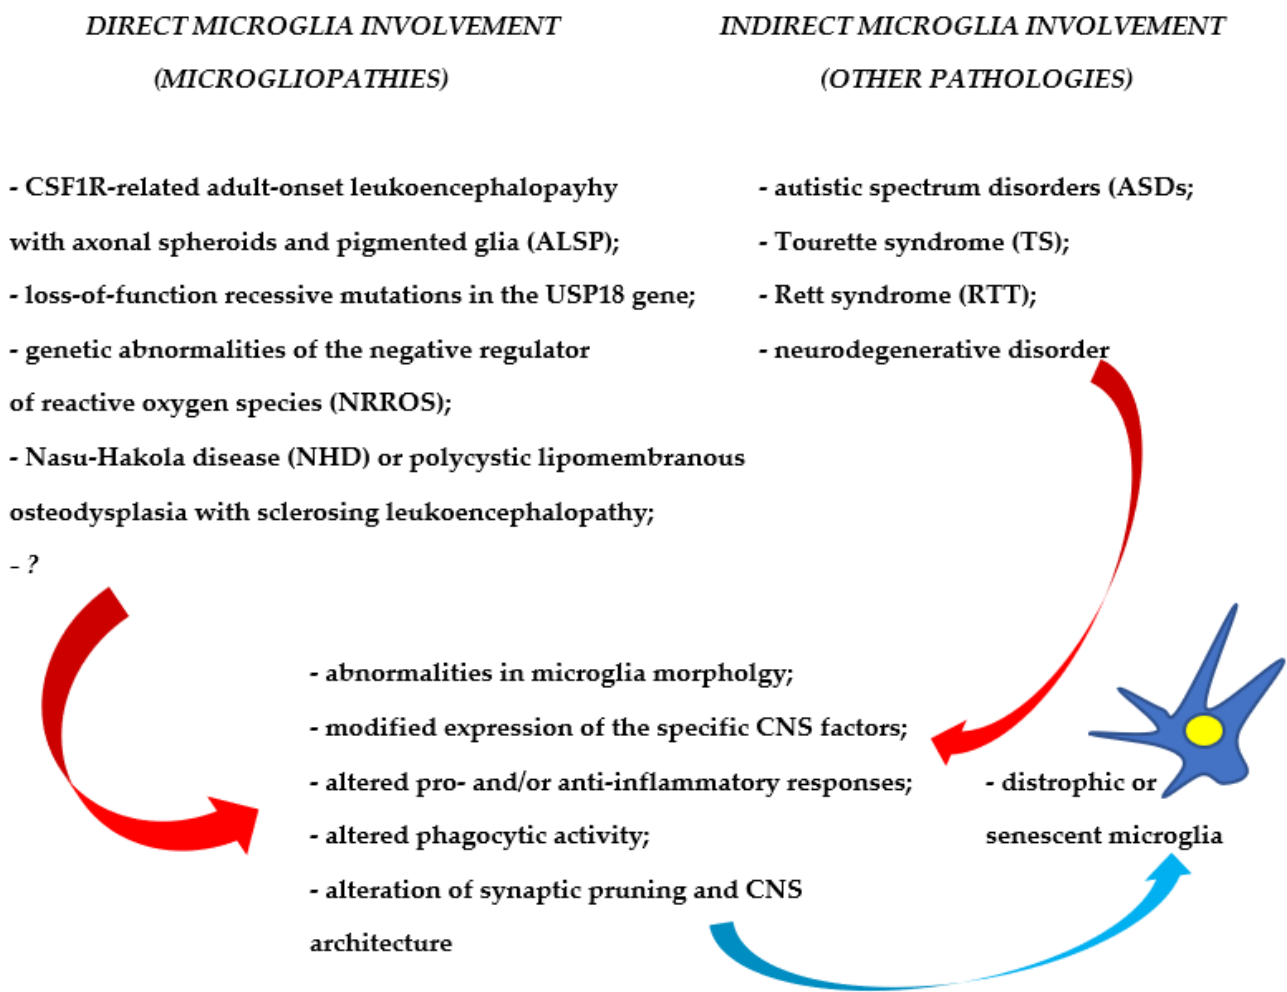 DIRECT MICROGLIA INVOLVEMENT
(MICROGLIOPATHIES)
INDIRECT MICROGLIA INVOLVEMENT
(OTHER PATHOLOGIES)
- CSF1R-related adult-onset leukoencephalopayhy
with axonal spheroids and pigmented glia (ALSP);
- loss-of-function recessive mutations in the USP18 gene;
- genetic abnormalities of the negative regulator
of reactive oxygen species (NRROS);
- Nasu-Hakola disease (NHD) or polycystic lipomembranous
osteodysplasia with sclerosing leukoencephalopathy;
- ?
- autistic spectrum disorders (ASDs;
- Tourette syndrome (TS);
- Rett syndrome (RTT);
- neurodegenerative disorder
- abnormalities in microglia morpholgy;
- modified expression of the specific CNS factors;
- altered pro- and/or anti-inflammatory responses;
- altered phagocytic activity;
- alteration of synaptic pruning and CNS
architecture
- distrophic or
senescent microglia